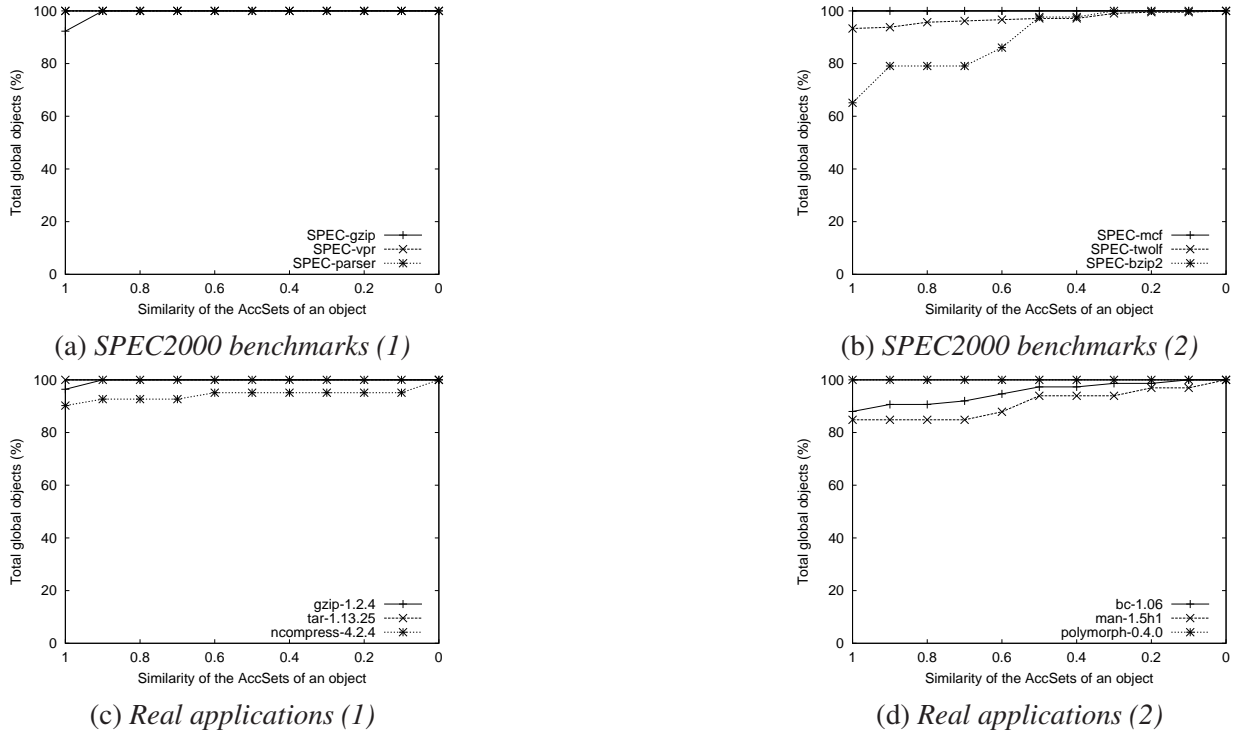 100
80
60
40
20
0
Total global objects (%)
SPEC-gzip
SPEC-vpr
SPEC-parser
1 0.8 0.6 0.4 0.2 0
Similarity of the AccSets of an object
(a) SPEC2000 benchmarks (1)
100
80
60
40
20
0
Total global objects (%)
SPEC-mcf
SPEC-twolf
SPEC-bzip2
1 0.8 0.6 0.4 0.2 0
Similarity of the AccSets of an object
(b) SPEC2000 benchmarks (2)
100
80
60
40
20
0
Total global objects (%)
gzip-1.2.4
tar-1.13.25
ncompress-4.2.4
1 0.8 0.6 0.4 0.2 0
Similarity of the AccSets of an object
(c) Real applications (1)
100
80
60
40
20
0
Total global objects (%)
bc-1.06
man-1.5h1
polymorph-0.4.0
1 0.8 0.6 0.4 0.2 0
Similarity of the AccSets of an object
(d) Real applications (2)